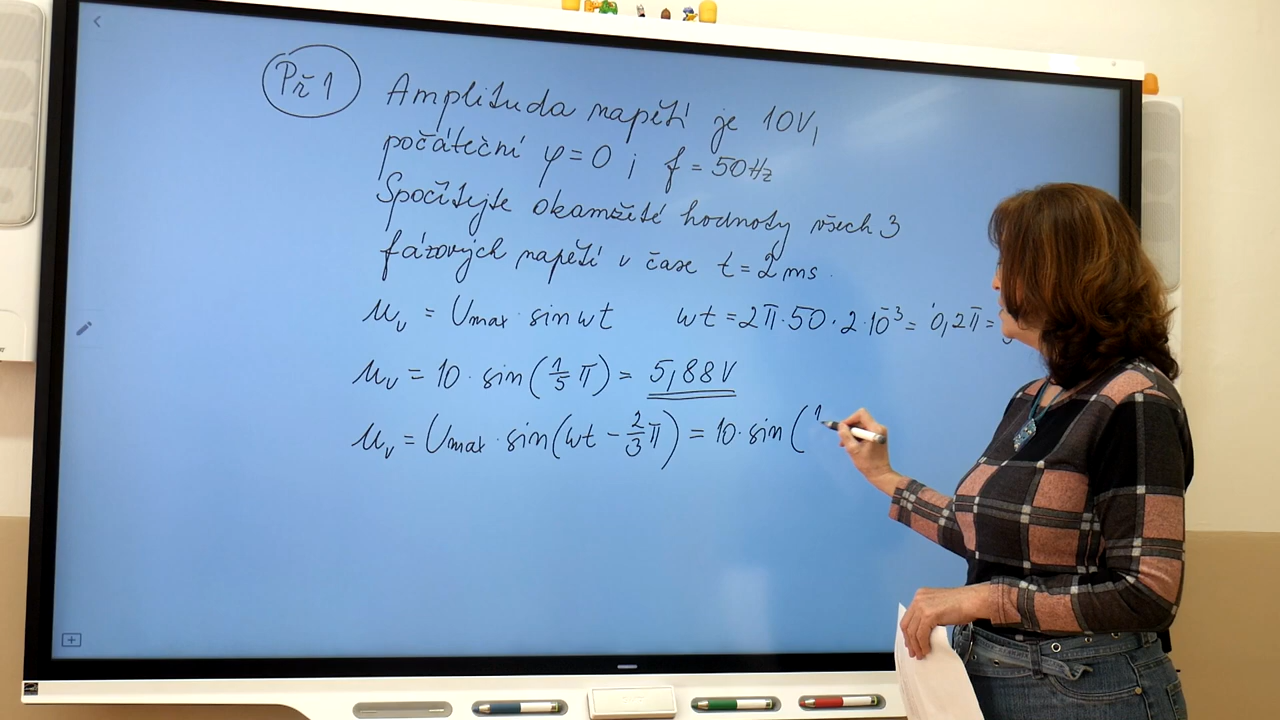 Př 1
Amplituda napětí je 10V,
počáteční φ = 0 ; f = 50Hz
Spočítejte okamžité hodnoty všech 3
fázových napětí v čase t = 2 ms.
u_v = U_max · sin ωt    ωt = 2π · 50 · 2 · 10^-3 = 0,2π =
u_v = 10 · sin(1/5 π) = 5,88V
u_v = U_max · sin(ωt - 2/3 π) = 10 · sin(1